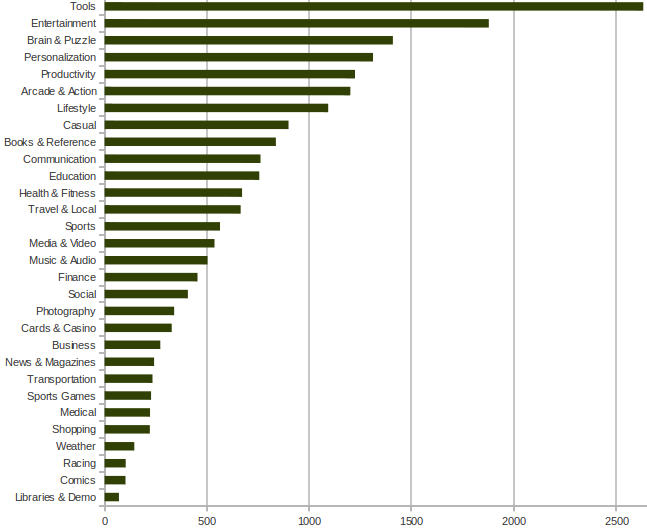 Tools
Entertainment
Brain & Puzzle
Personalization
Productivity
Arcade & Action
Lifestyle
Casual
Books & Reference
Communication
Education
Health & Fitness
Travel & Local
Sports
Media & Video
Music & Audio
Finance
Social
Photography
Cards & Casino
Business
News & Magazines
Transportation
Sports Games
Medical
Shopping
Weather
Racing
Comics
Libraries & Demo
0 500 1000 1500 2000 2500